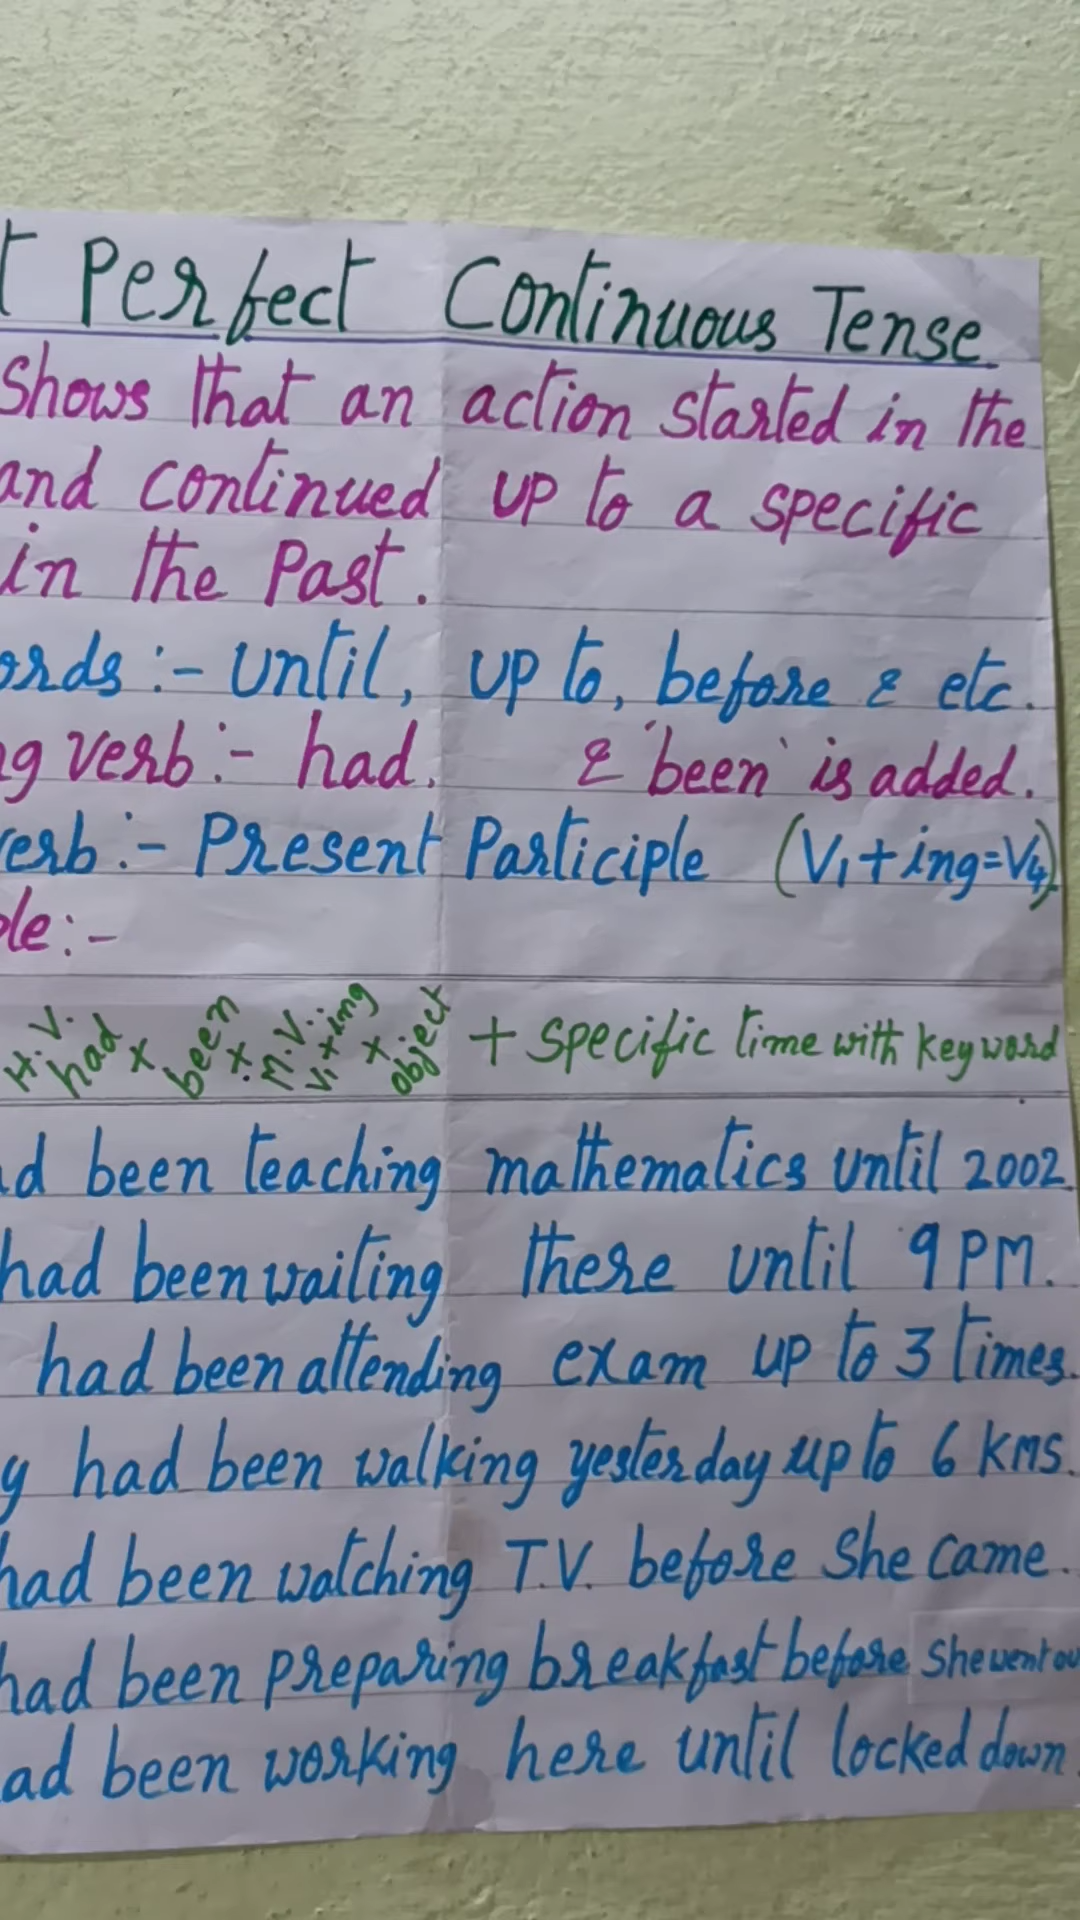 t Perfect Continuous Tense
Shows that an action started in the
and continued up to a specific
in the Past.
ords :- until, up to, before & etc.
ng verb :- had. & 'been' is added.
erb :- Present Participle (V1 + ing = V4)
ple :-
H.V. had x been x m.V. V1 x ing x object + specific time with keyword
ad been teaching mathematics until 2002
had been waiting there until 9 PM.
had been attending exam up to 3 times.
y had been walking yesterday up to 6 kms.
had been watching T.V. before she came.
had been preparing breakfast before she went ou
ad been working here until locked down.